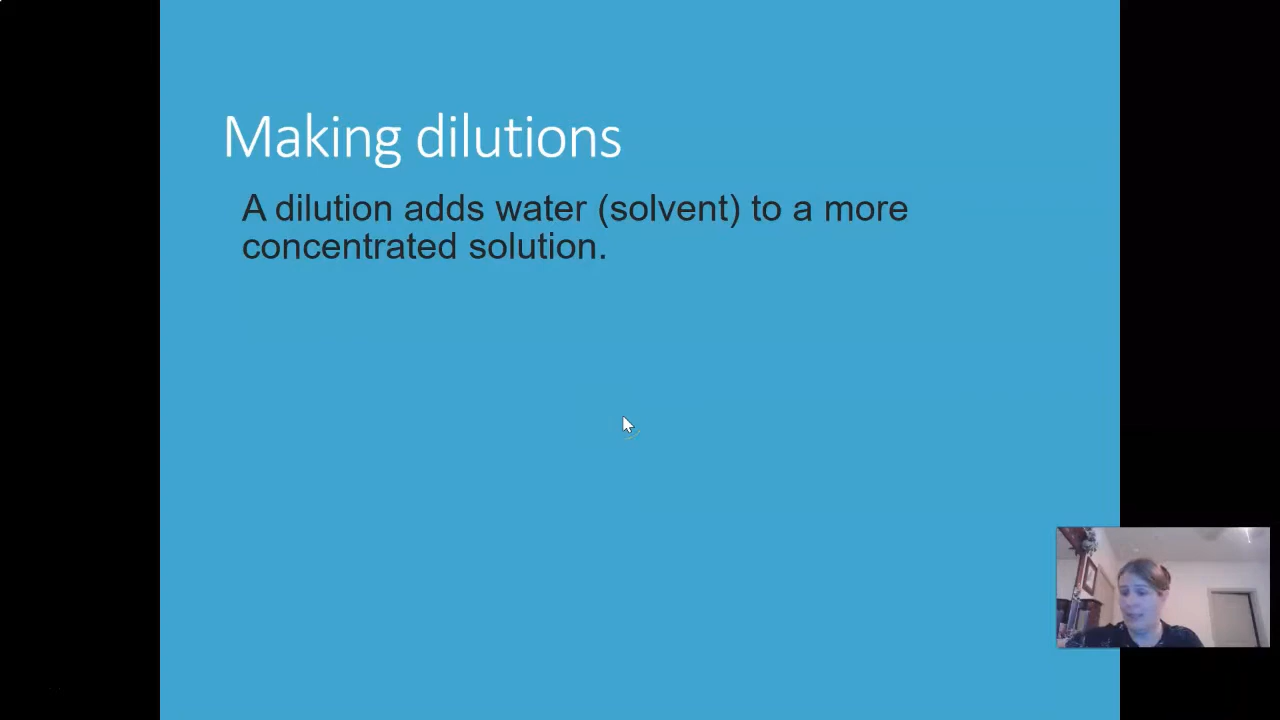 Making dilutions
A dilution adds water (solvent) to a more
concentrated solution.